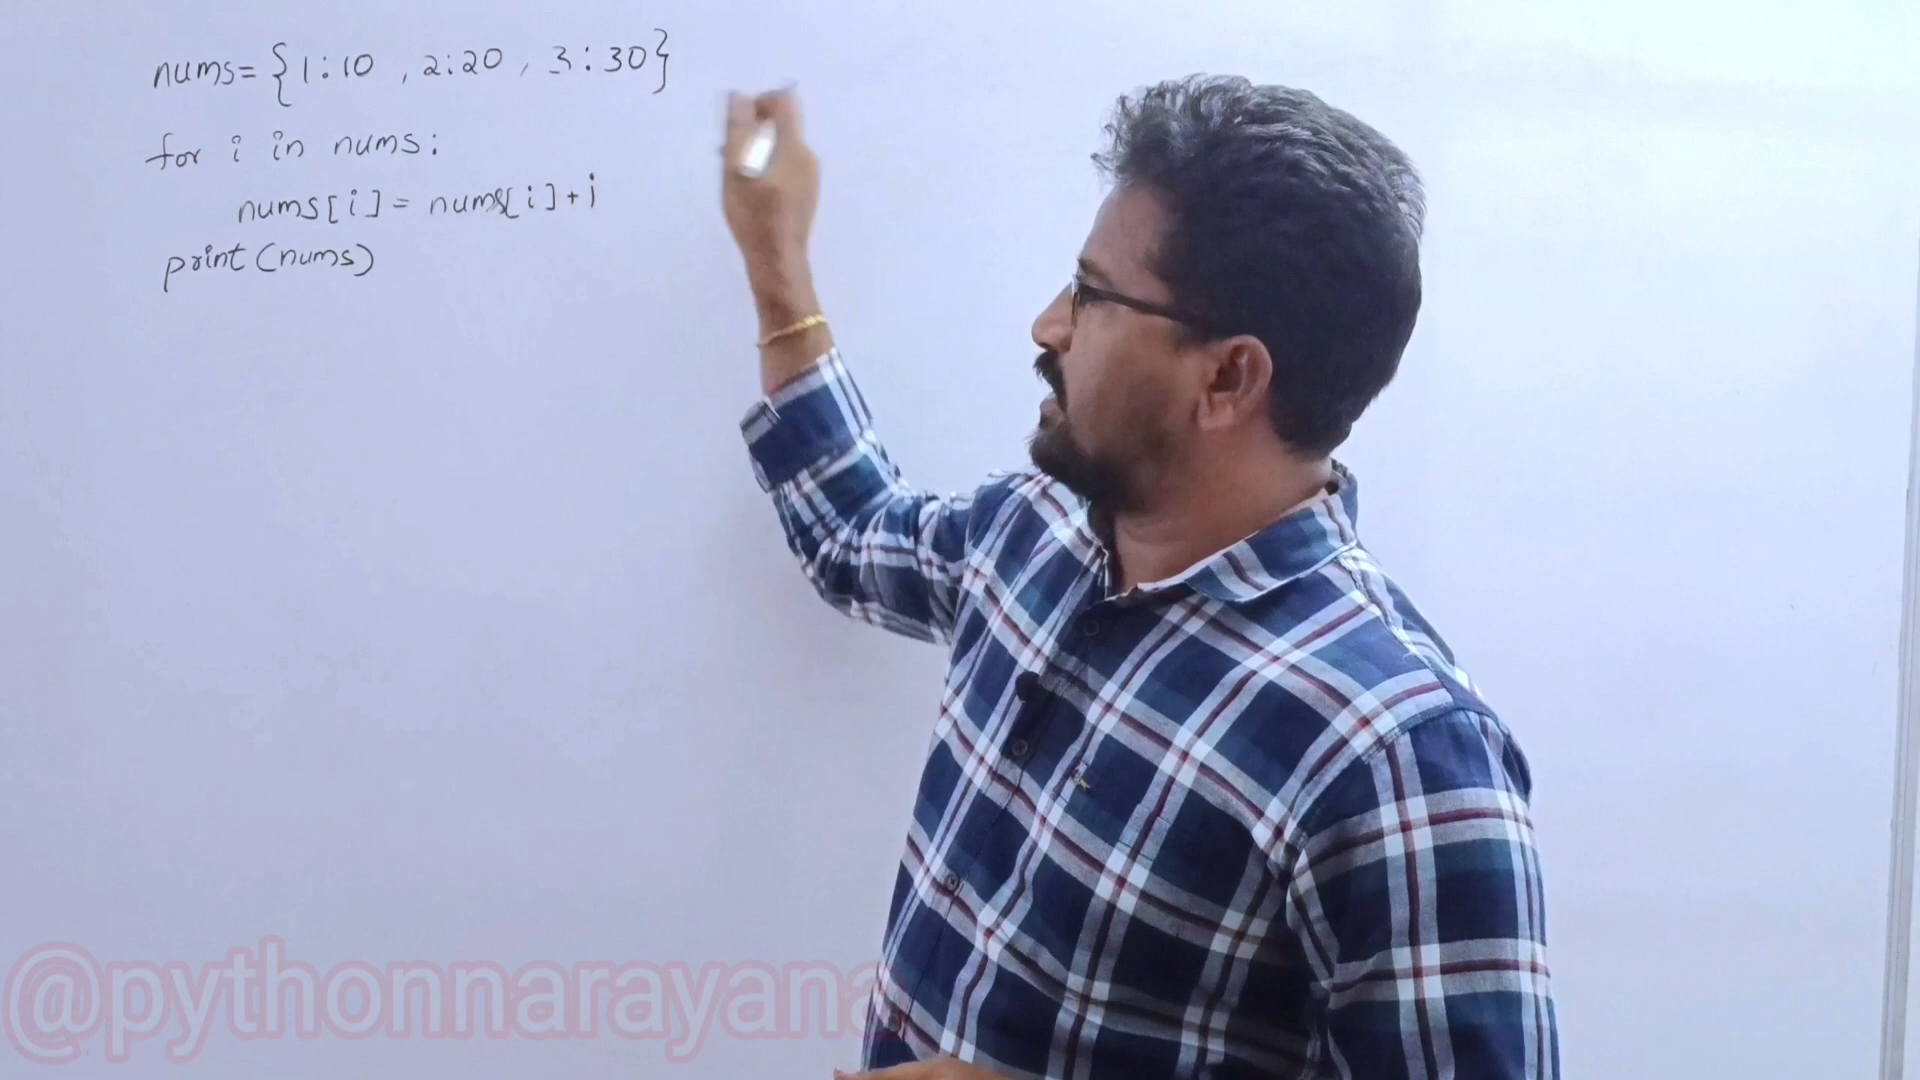 nums= {1:10 , 2:20 , 3:30}
for i in nums:
nums[i]= nums[i]+i
print(nums)
@pythonnarayana